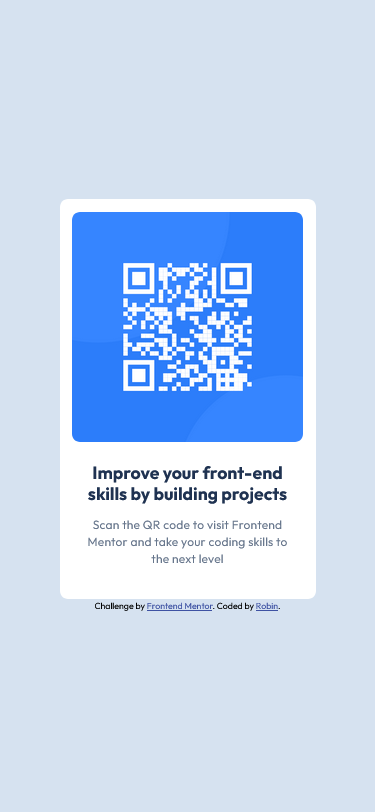 Improve your front-end
skills by building projects
Scan the QR code to visit Frontend
Mentor and take your coding skills to
the next level
Challenge by Frontend Mentor. Coded by Robin.